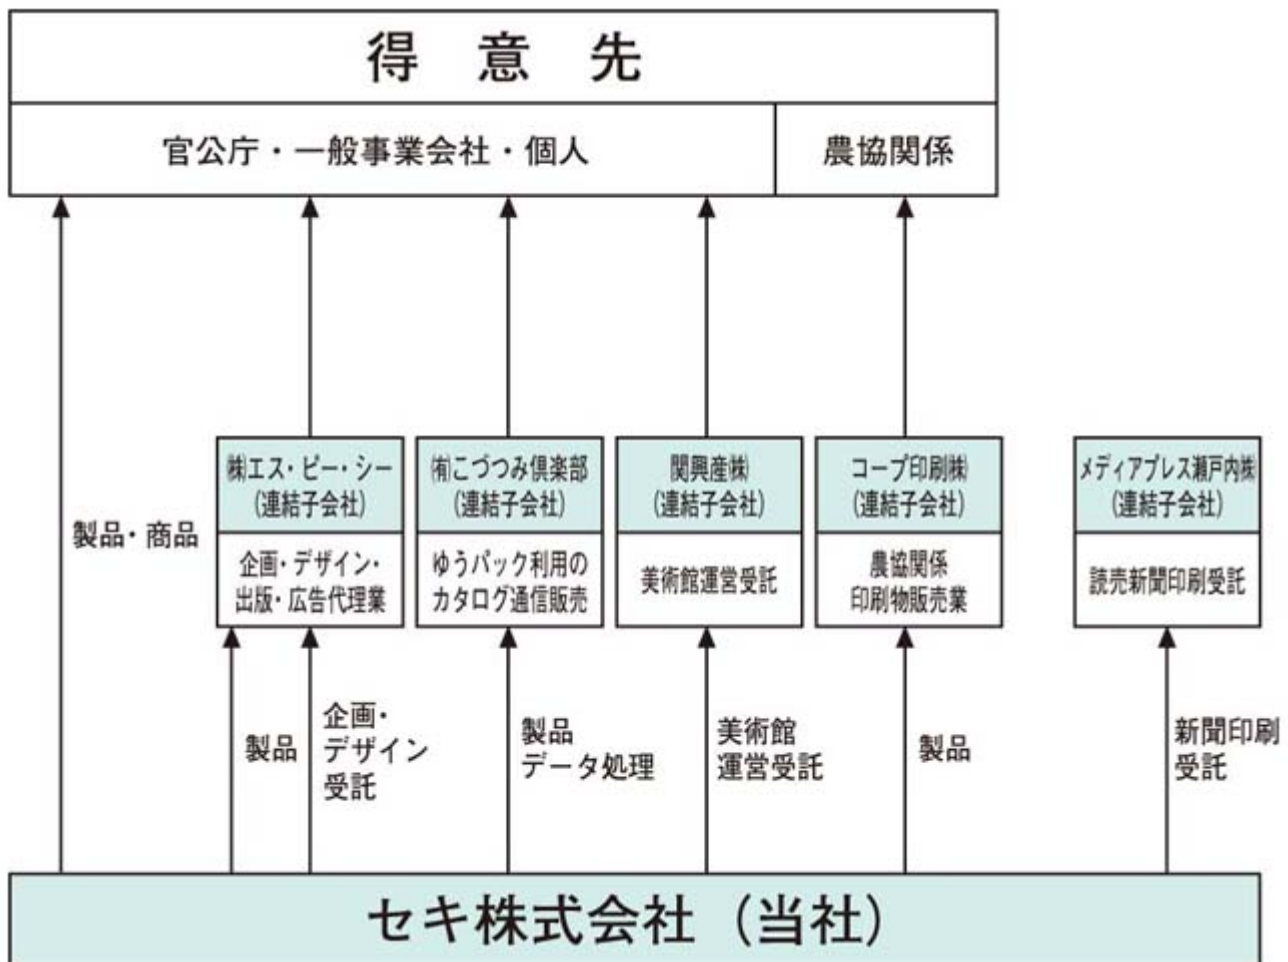 得意先
官公庁・一般事業会社・個人
農協関係
製品・商品
㈱エス・ピー・シー
(連結子会社)
企画・デザイン・
出版・広告代理業
㈲こづつみ倶楽部
(連結子会社)
ゆうパック利用の
カタログ通信販売
関興産㈱
(連結子会社)
美術館運営受託
コープ印刷㈱
(連結子会社)
農協関係
印刷物販売業
メディアプレス瀬戸内㈱
(連結子会社)
読売新聞印刷受託
製品
企画・
デザイン
受託
製品
データ処理
美術館
運営受託
製品
新聞印刷
受託
セキ株式会社（当社）